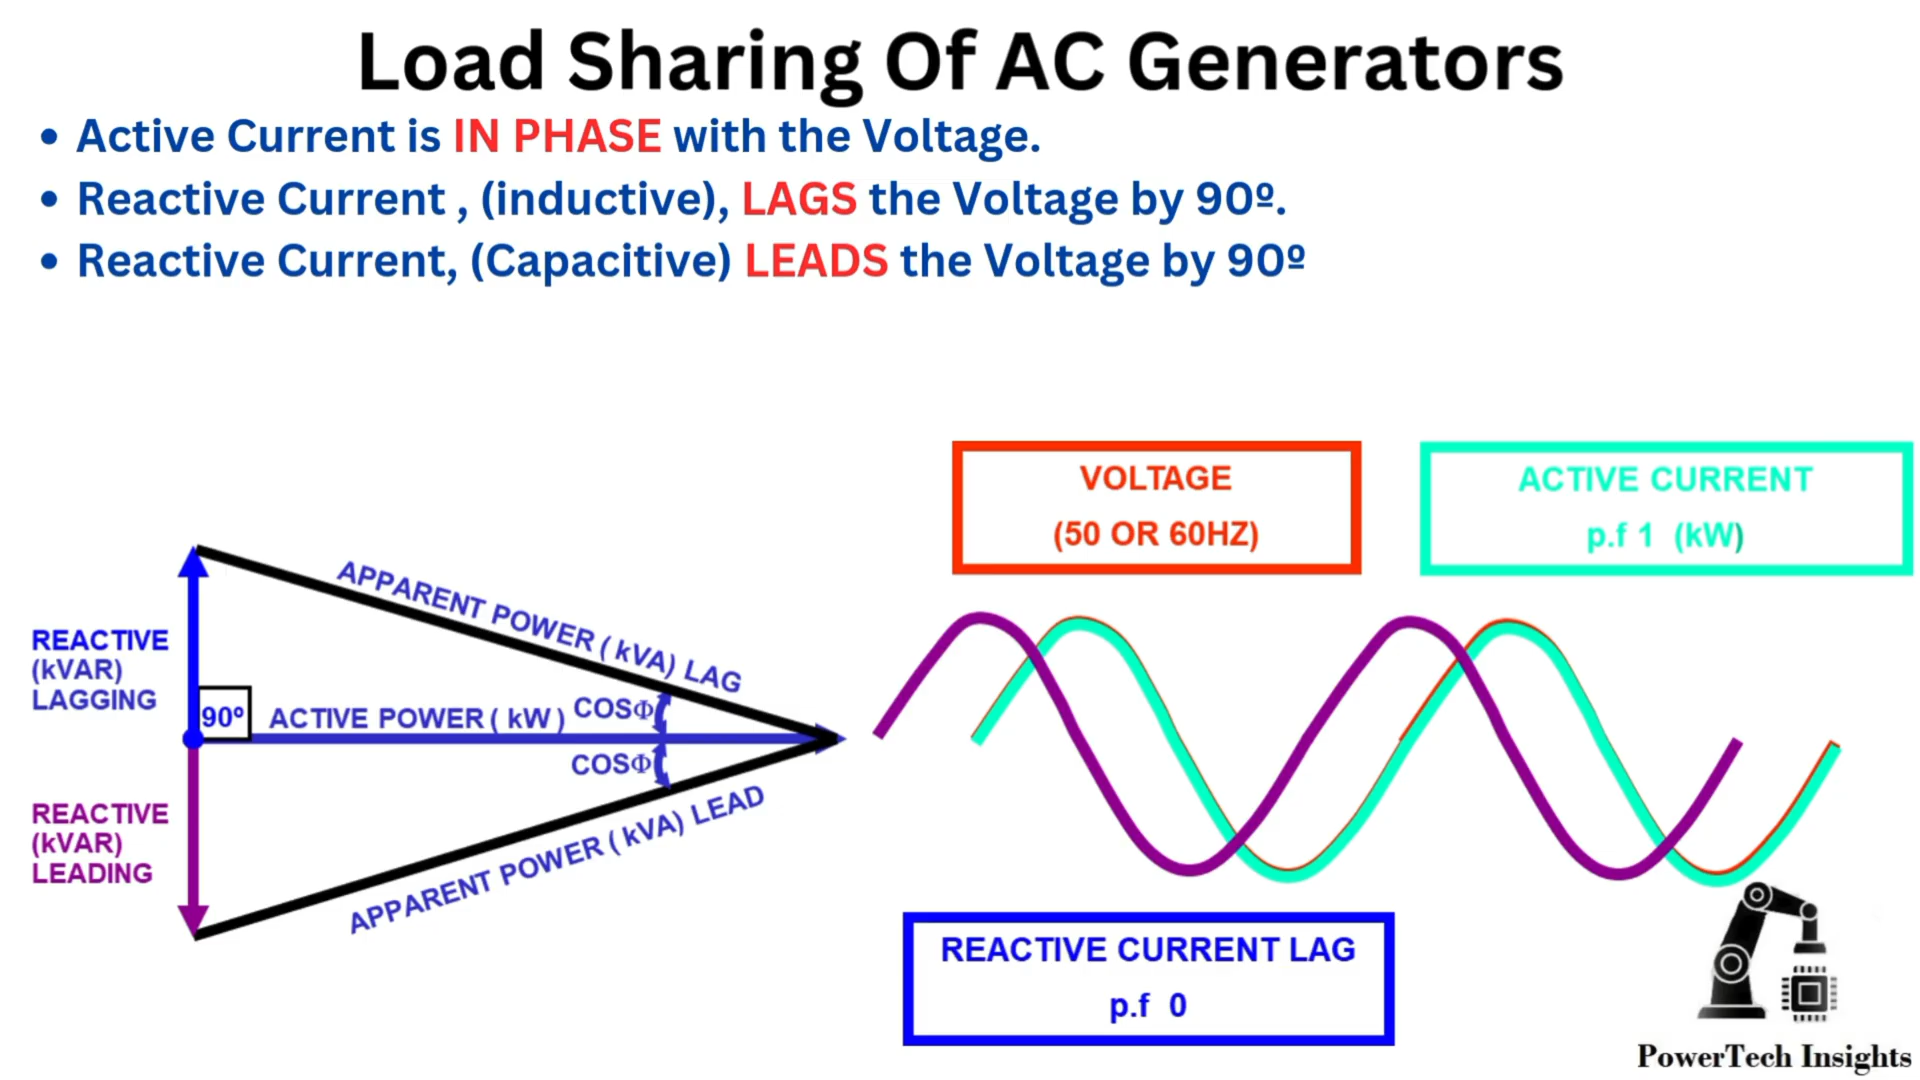 Load Sharing Of AC Generators
• Active Current is IN PHASE with the Voltage.
• Reactive Current , (inductive), LAGS the Voltage by 90º.
• Reactive Current, (Capacitive) LEADS the Voltage by 90º
VOLTAGE
(50 OR 60HZ)
ACTIVE CURRENT
p.f 1 (kW)
APPARENT POWER ( kVA) LAG
REACTIVE
(kVAR)
LAGGING
90º
ACTIVE POWER ( kW )
COSΦ
COSΦ
REACTIVE
(kVAR)
LEADING
APPARENT POWER ( kVA) LEAD
REACTIVE CURRENT LAG
p.f 0
PowerTech Insights